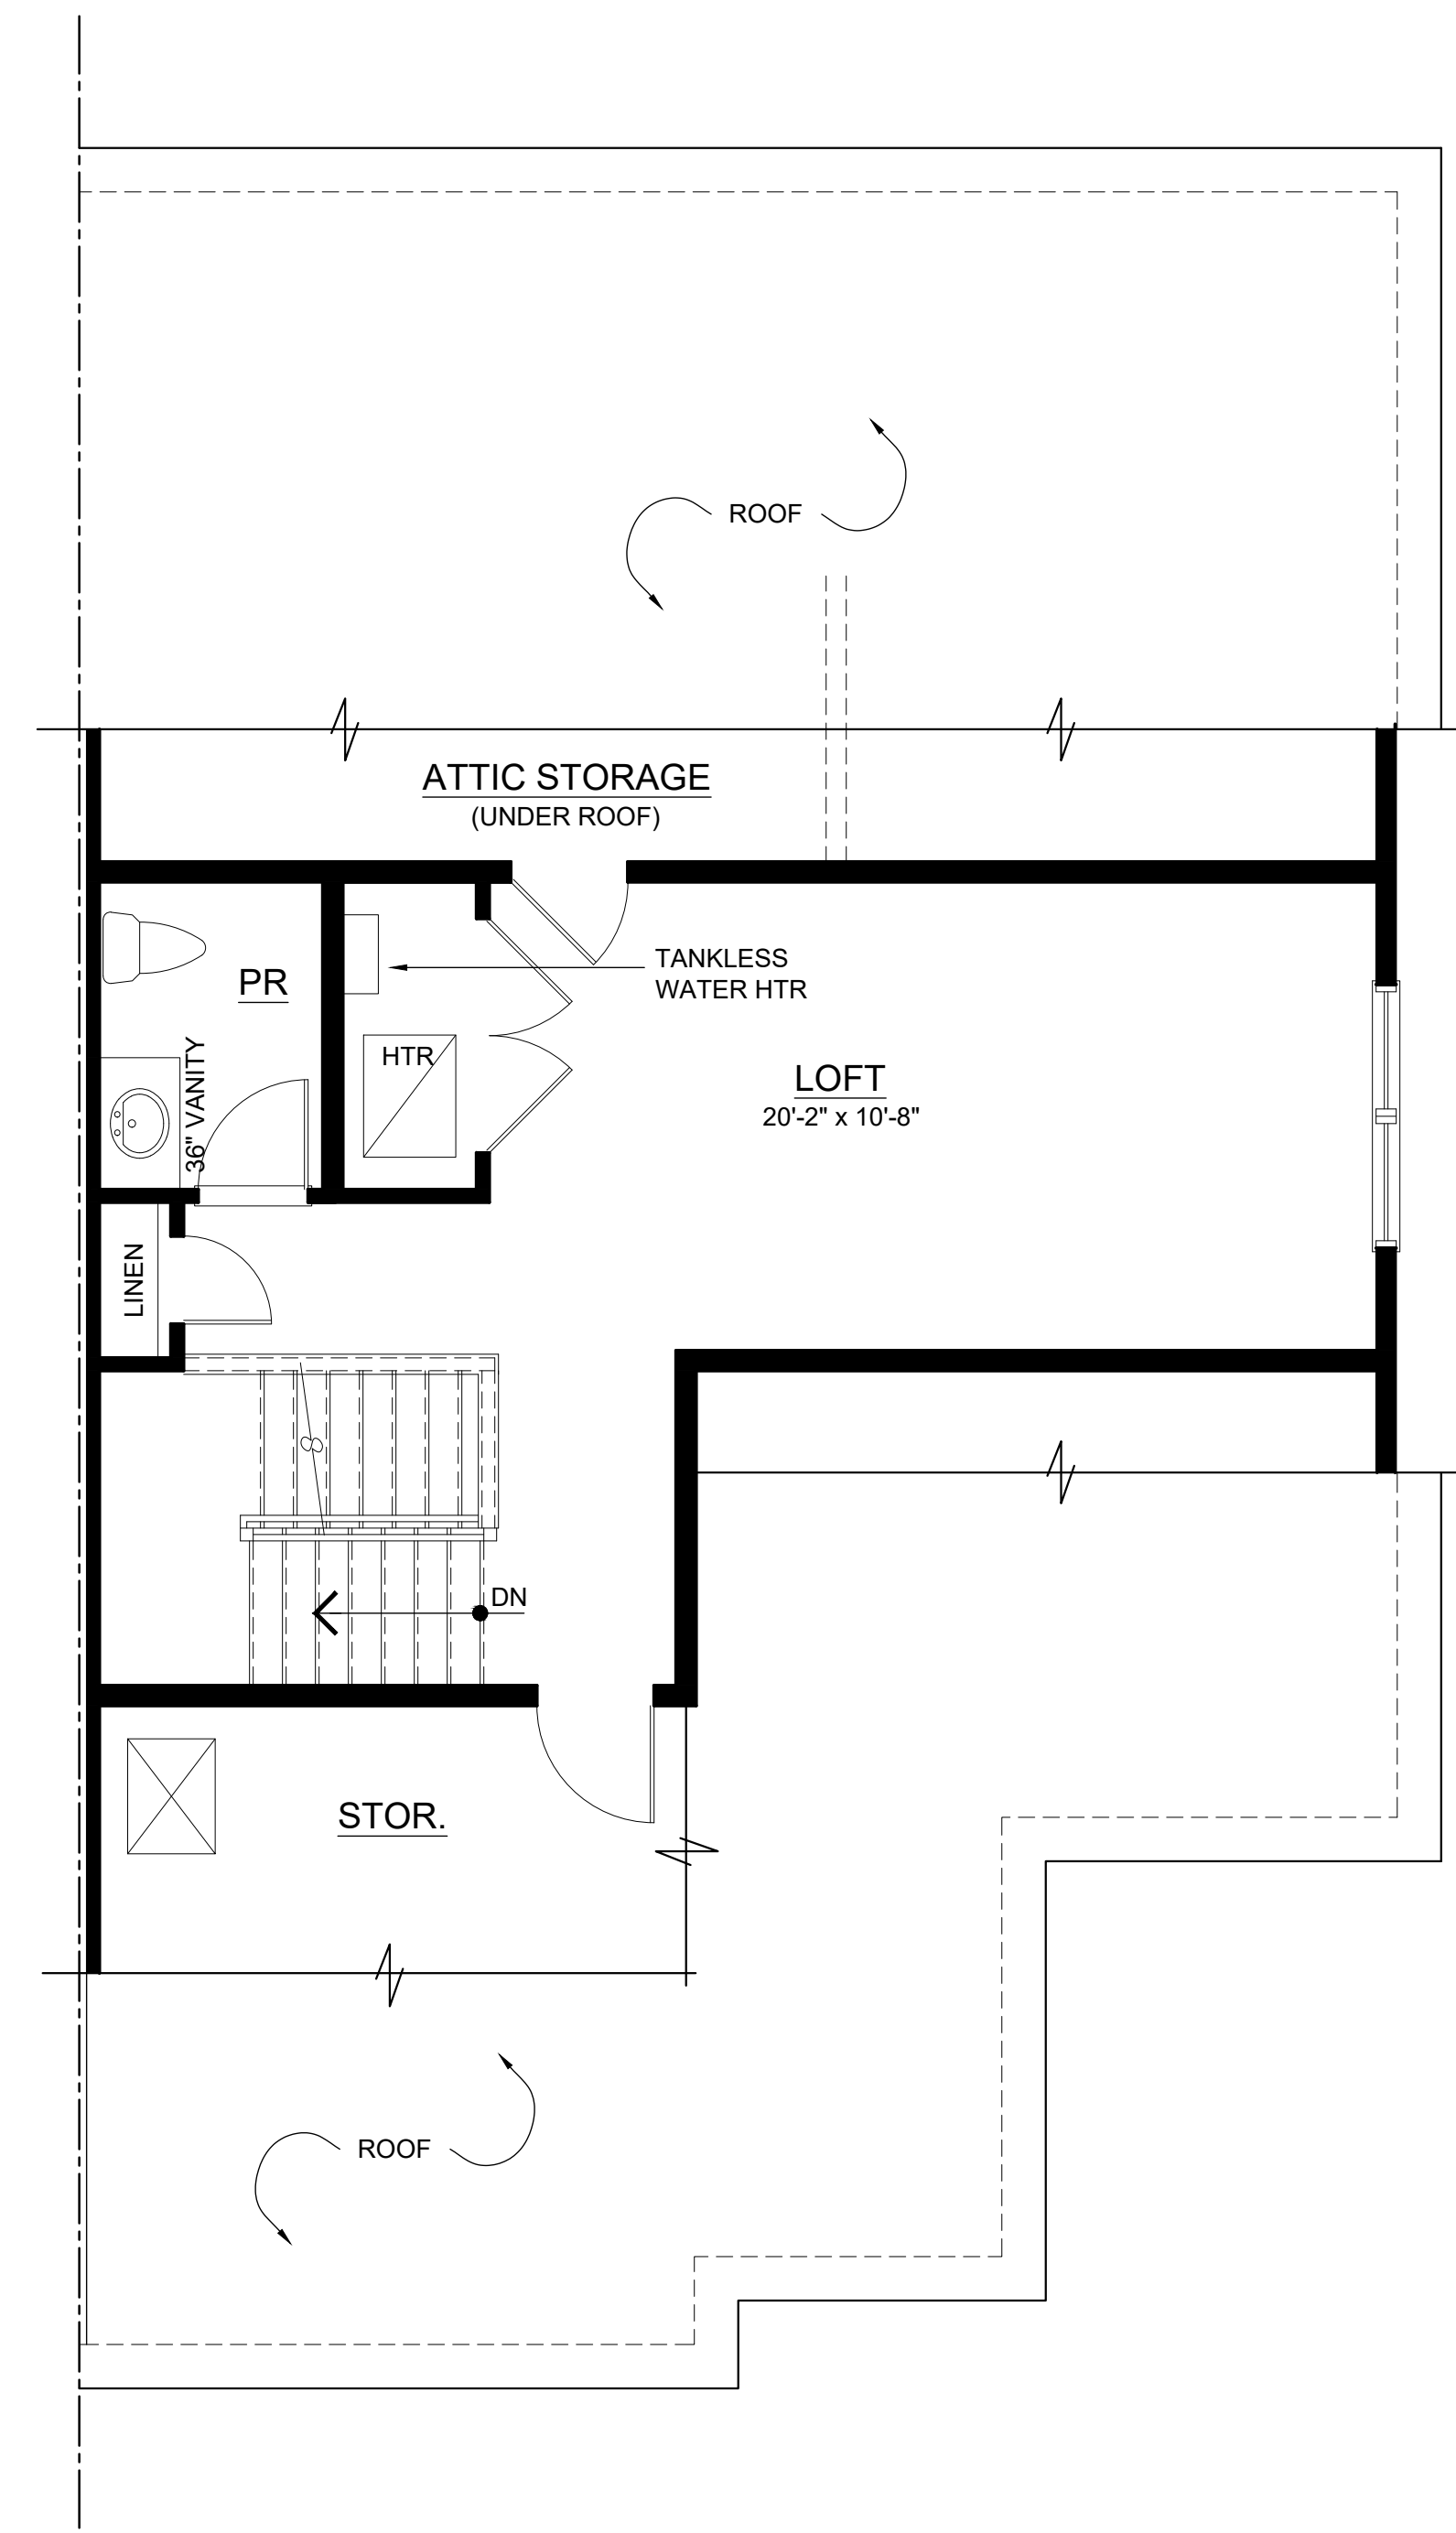 ROOF
ATTIC STORAGE
(UNDER ROOF)
TANKLESS
WATER HTR
PR
HTR
36" VANITY
LOFT
20'-2" x 10'-8"
LINEN
DN
STOR.
ROOF